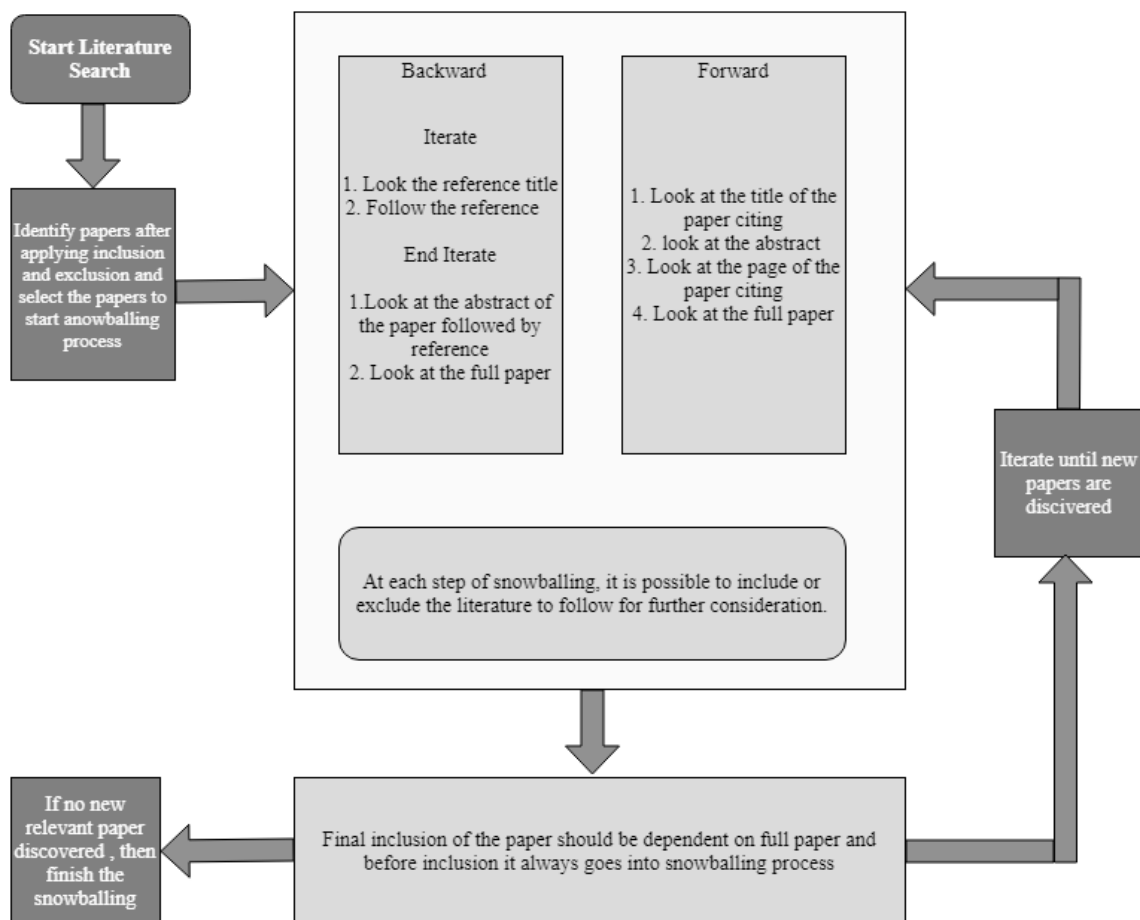 Start Literature
Search
Identify papers after
applying inclusion
and exclusion and
select the papers to
start anowballing
process
Backward
Iterate
1. Look the reference title
2. Follow the reference
End Iterate
1.Look at the abstract of
the paper followed by
reference
2. Look at the full paper
Forward
1. Look at the title of the
paper citing
2. look at the abstract
3. Look at the page of the
paper citing
4. Look at the full paper
At each step of snowballing, it is possible to include or
exclude the literature to follow for further consideration.
Iterate until new
papers are
discivered
If no new
relevant paper
discovered , then
finish the
snowballing
Final inclusion of the paper should be dependent on full paper and
before inclusion it always goes into snowballing process